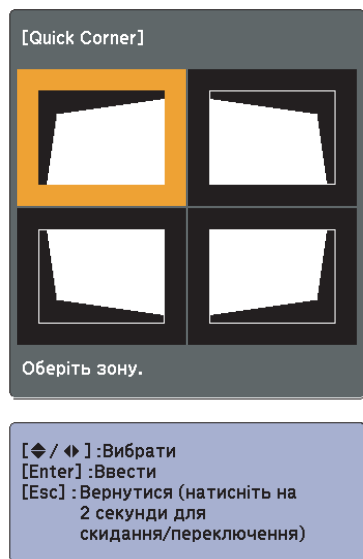 [Quick Corner]
Оберіть зону.
[◆/◆] :Вибрати
[Enter] :Ввести
[Esc] :Вернутися (натисніть на
2 секунди для
скидання/переключення)